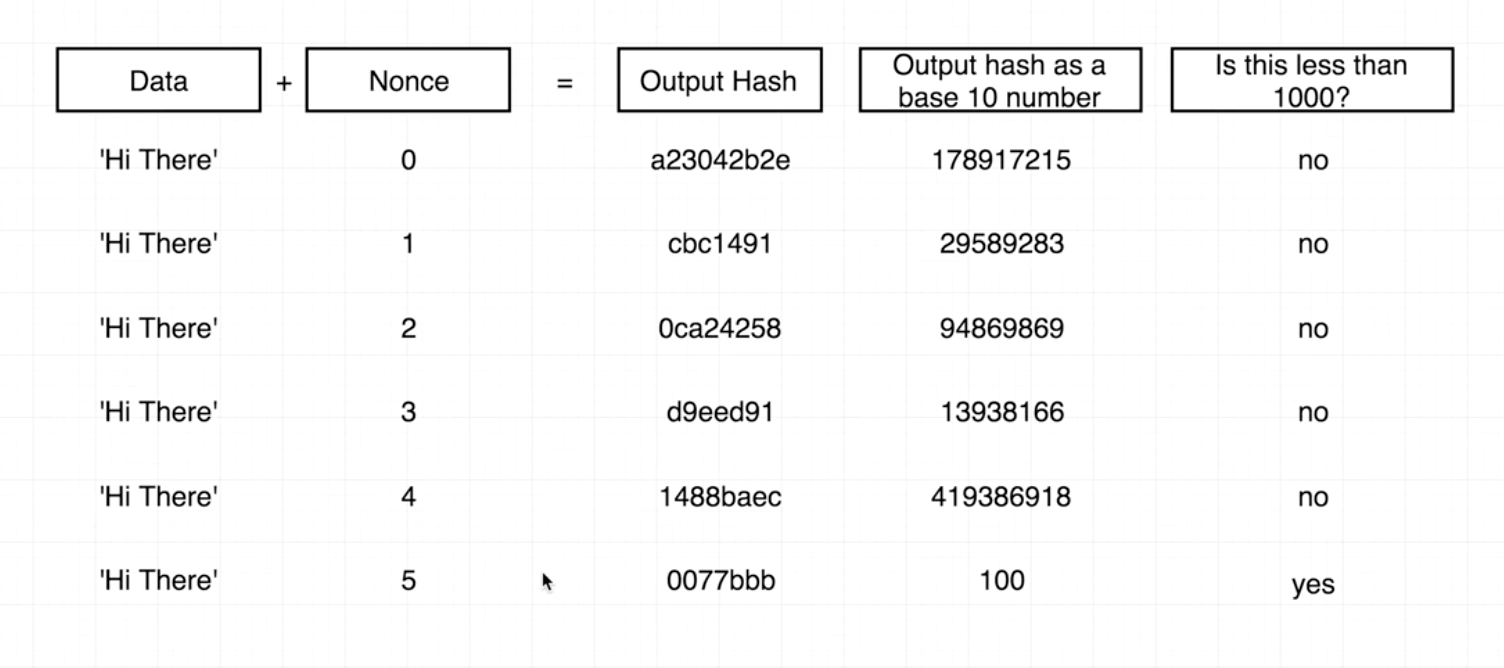 Data + Nonce = Output Hash Output hash as a base 10 number Is this less than 1000?
'Hi There' 0 a23042b2e 178917215 no
'Hi There' 1 cbc1491 29589283 no
'Hi There' 2 0ca24258 94869869 no
'Hi There' 3 d9eed91 13938166 no
'Hi There' 4 1488baec 419386918 no
'Hi There' 5 0077bbb 100 yes